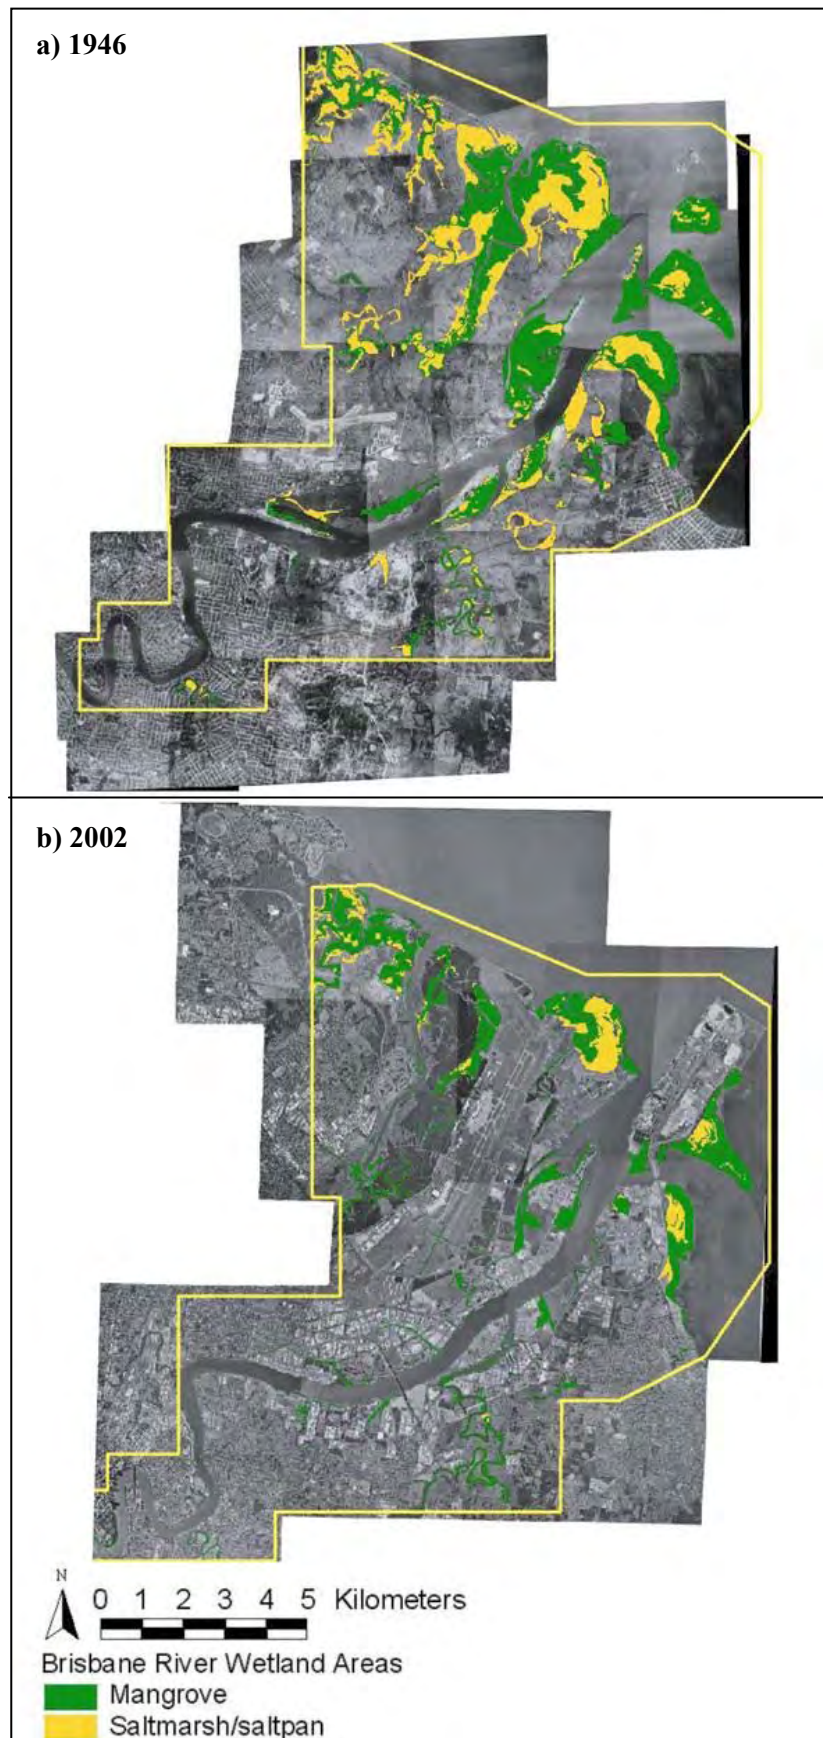 a) 1946
b) 2002
N
0 1 2 3 4 5 Kilometers
Brisbane River Wetland Areas
Mangrove
Saltmarsh/saltpan